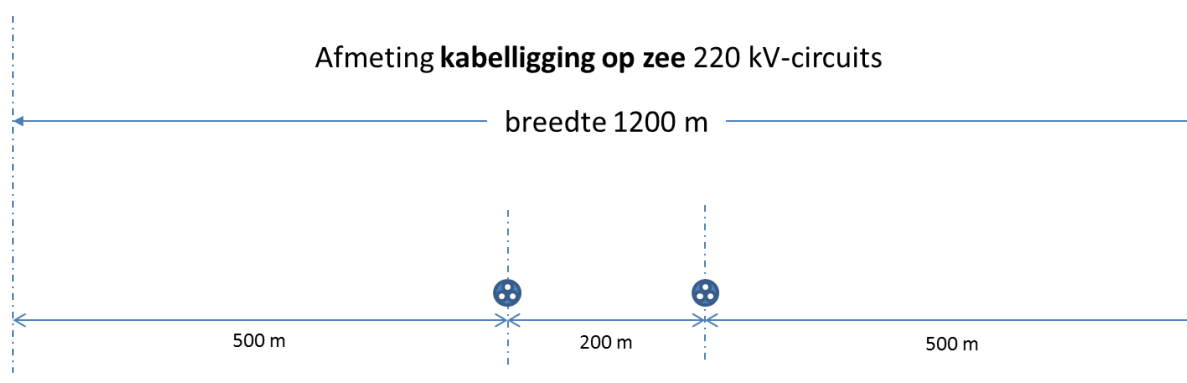 Afmeting kabelligging op zee 220 kV-circuits
breedte 1200 m
500 m
200 m
500 m